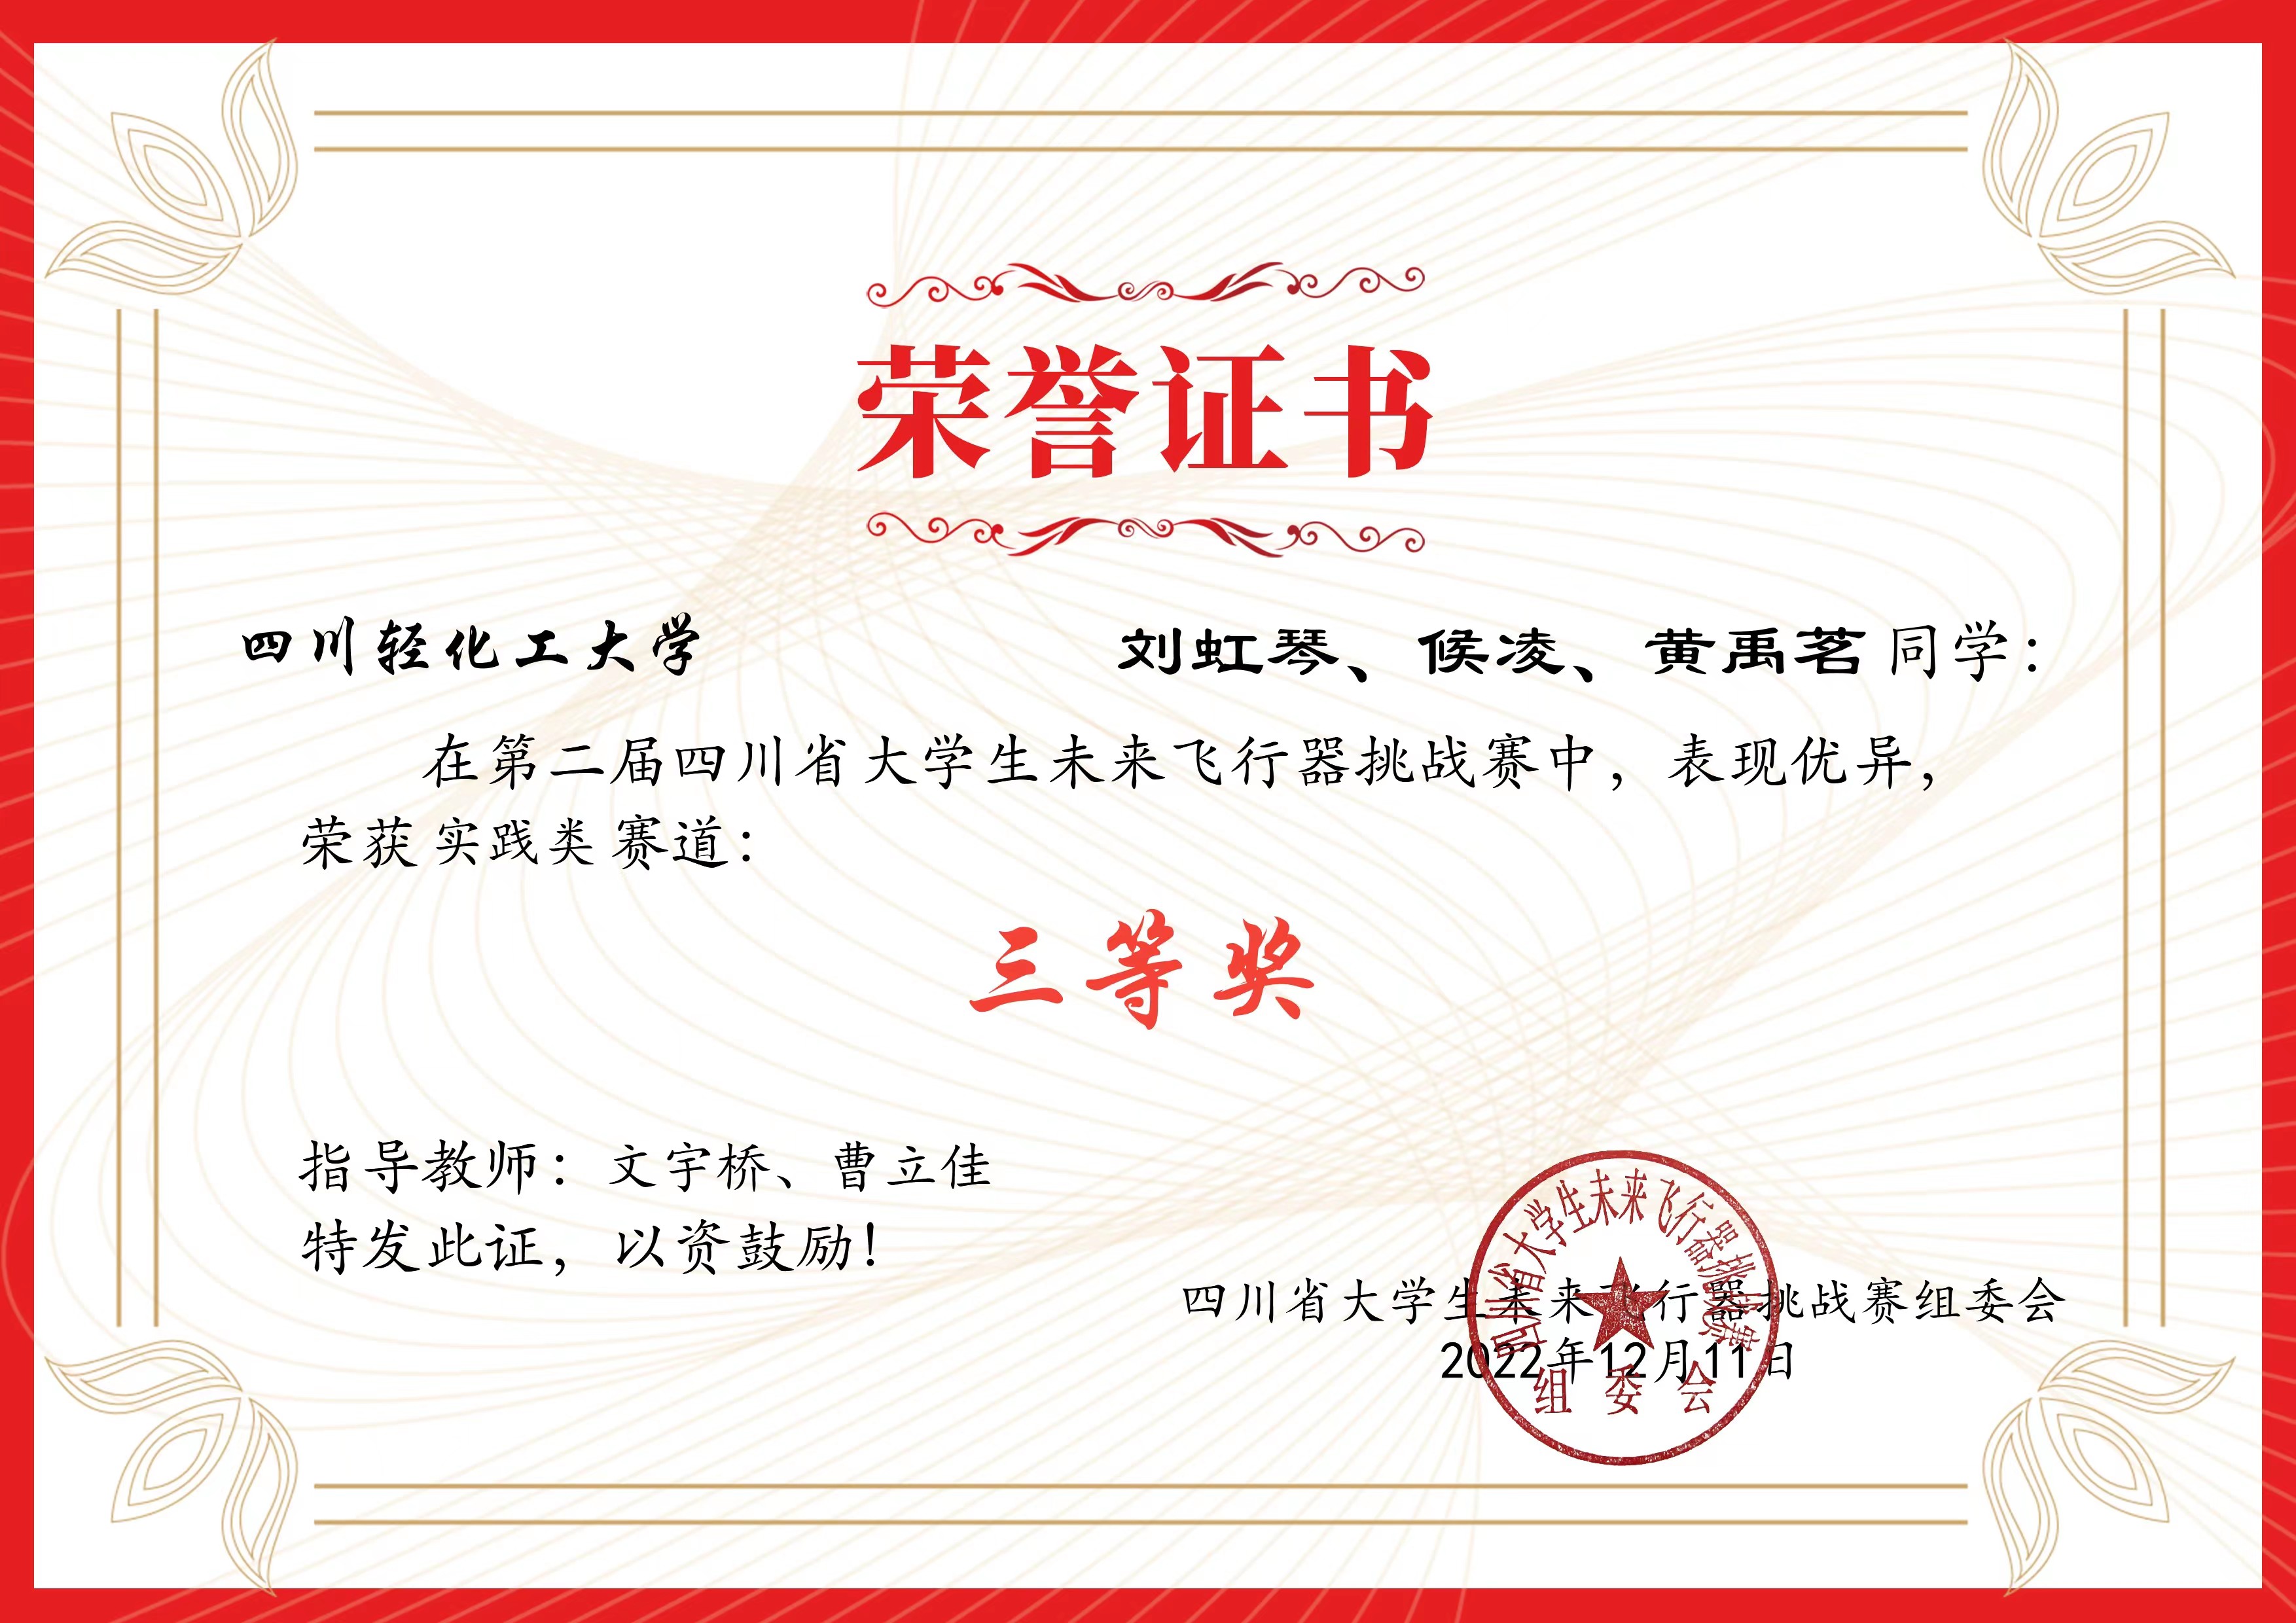 荣誉证书
四川轻化工大学 刘虹琴、候凌、黄禹茗 同学：
在第二届四川省大学生未来飞行器挑战赛中，表现优异，
荣获 实践类 赛道：
三等奖
指导教师：文宇桥、曹立佳
特发此证，以资鼓励！
四川省大学生未来飞行器挑战赛组委会
2022年12月11日
四川省大学生未来飞行器挑战赛
组委会